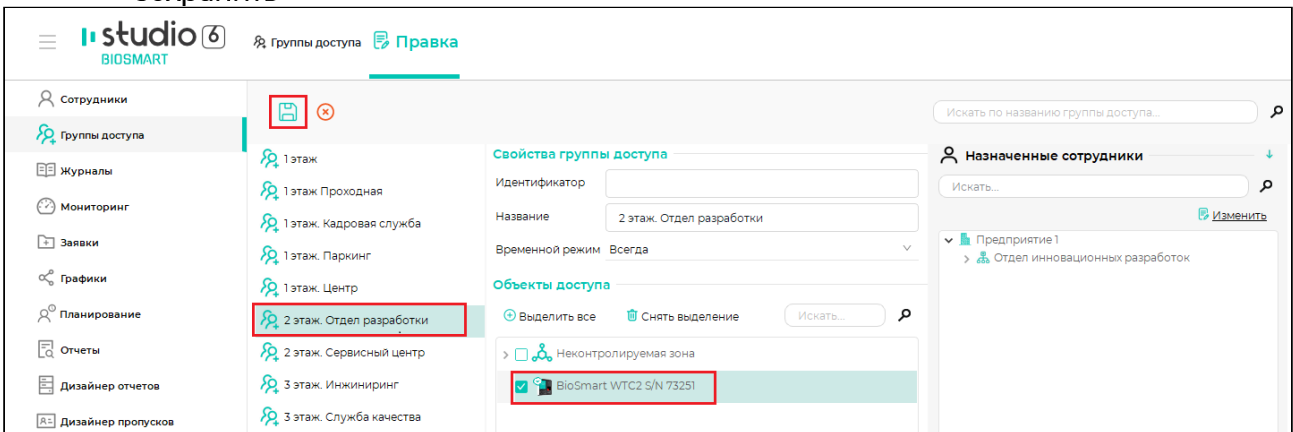 studio 6
BIOSMART
Группы доступа
Правка
Сотрудники
Группы доступа
Журналы
Мониторинг
Заявки
Графики
Планирование
Отчеты
Дизайнер отчетов
Дизайнер пропусков
Искать по названию группы доступа...
1 этаж
1 этаж Проходная
1 этаж. Кадровая служба
1 этаж. Паркинг
1 этаж. Центр
2 этаж. Отдел разработки
2 этаж. Сервисный центр
3 этаж. Инжиниринг
3 этаж. Служба качества
Свойства группы доступа
Идентификатор
Название 2 этаж. Отдел разработки
Временной режим Всегда
Объекты доступа
Выделить все Снять выделение Искать...
Неконтролируемая зона
BioSmart WTC2 S/N 73251
Назначенные сотрудники
Искать...
Изменить
Предприятие 1
Отдел инновационных разработок